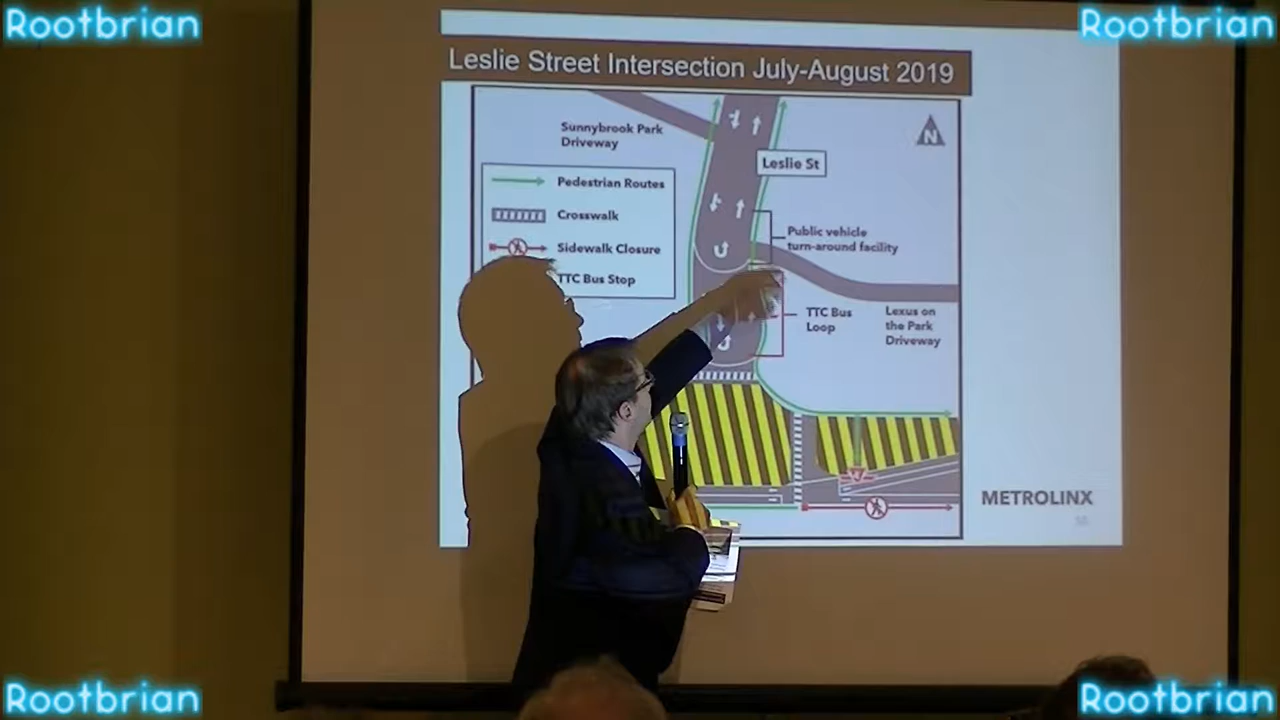 Rootbrian
Rootbrian
Leslie Street Intersection July-August 2019
Sunnybrook Park
Driveway
N
Leslie St
Pedestrian Routes
Crosswalk
Public vehicle
turn-around facility
Sidewalk Closure
TTC Bus Stop
TTC Bus
Loop
Lexus on
the Park
Driveway
METROLINX
Rootbrian
Rootbrian